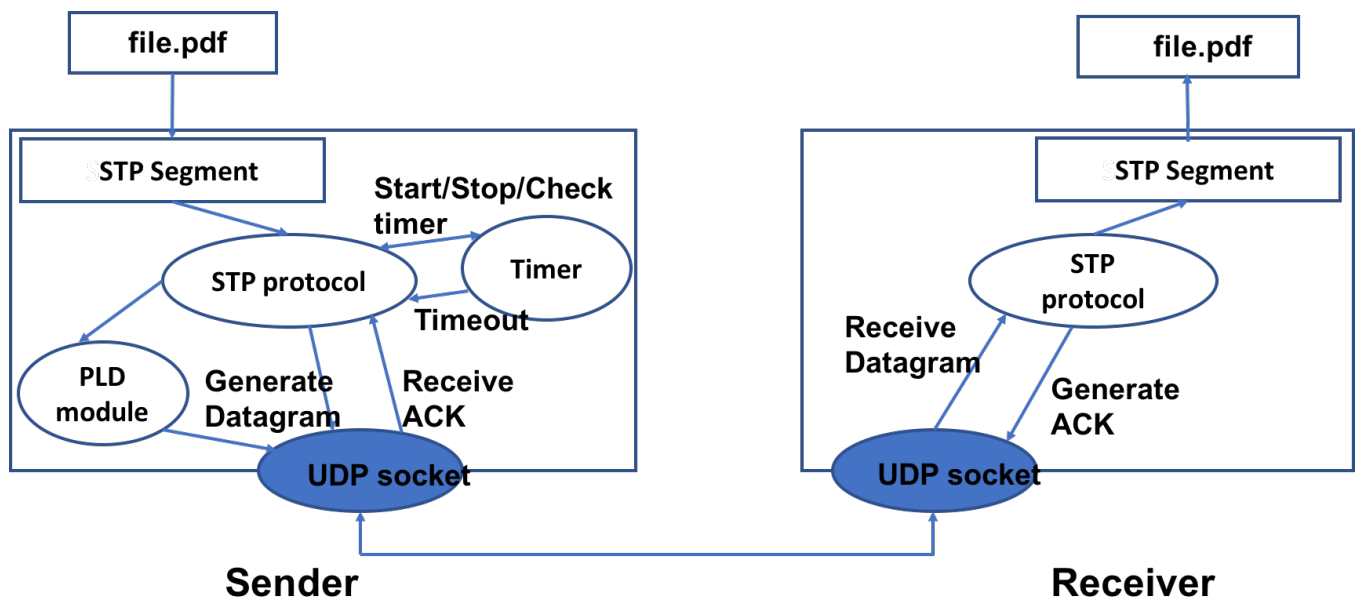 file.pdf
file.pdf
STP Segment
STP Segment
Start/Stop/Check
timer
STP protocol
Timer
STP
protocol
Timeout
Receive
Datagram
PLD
module
Generate
Datagram
Receive
ACK
Generate
ACK
UDP socket
UDP socket
Sender
Receiver